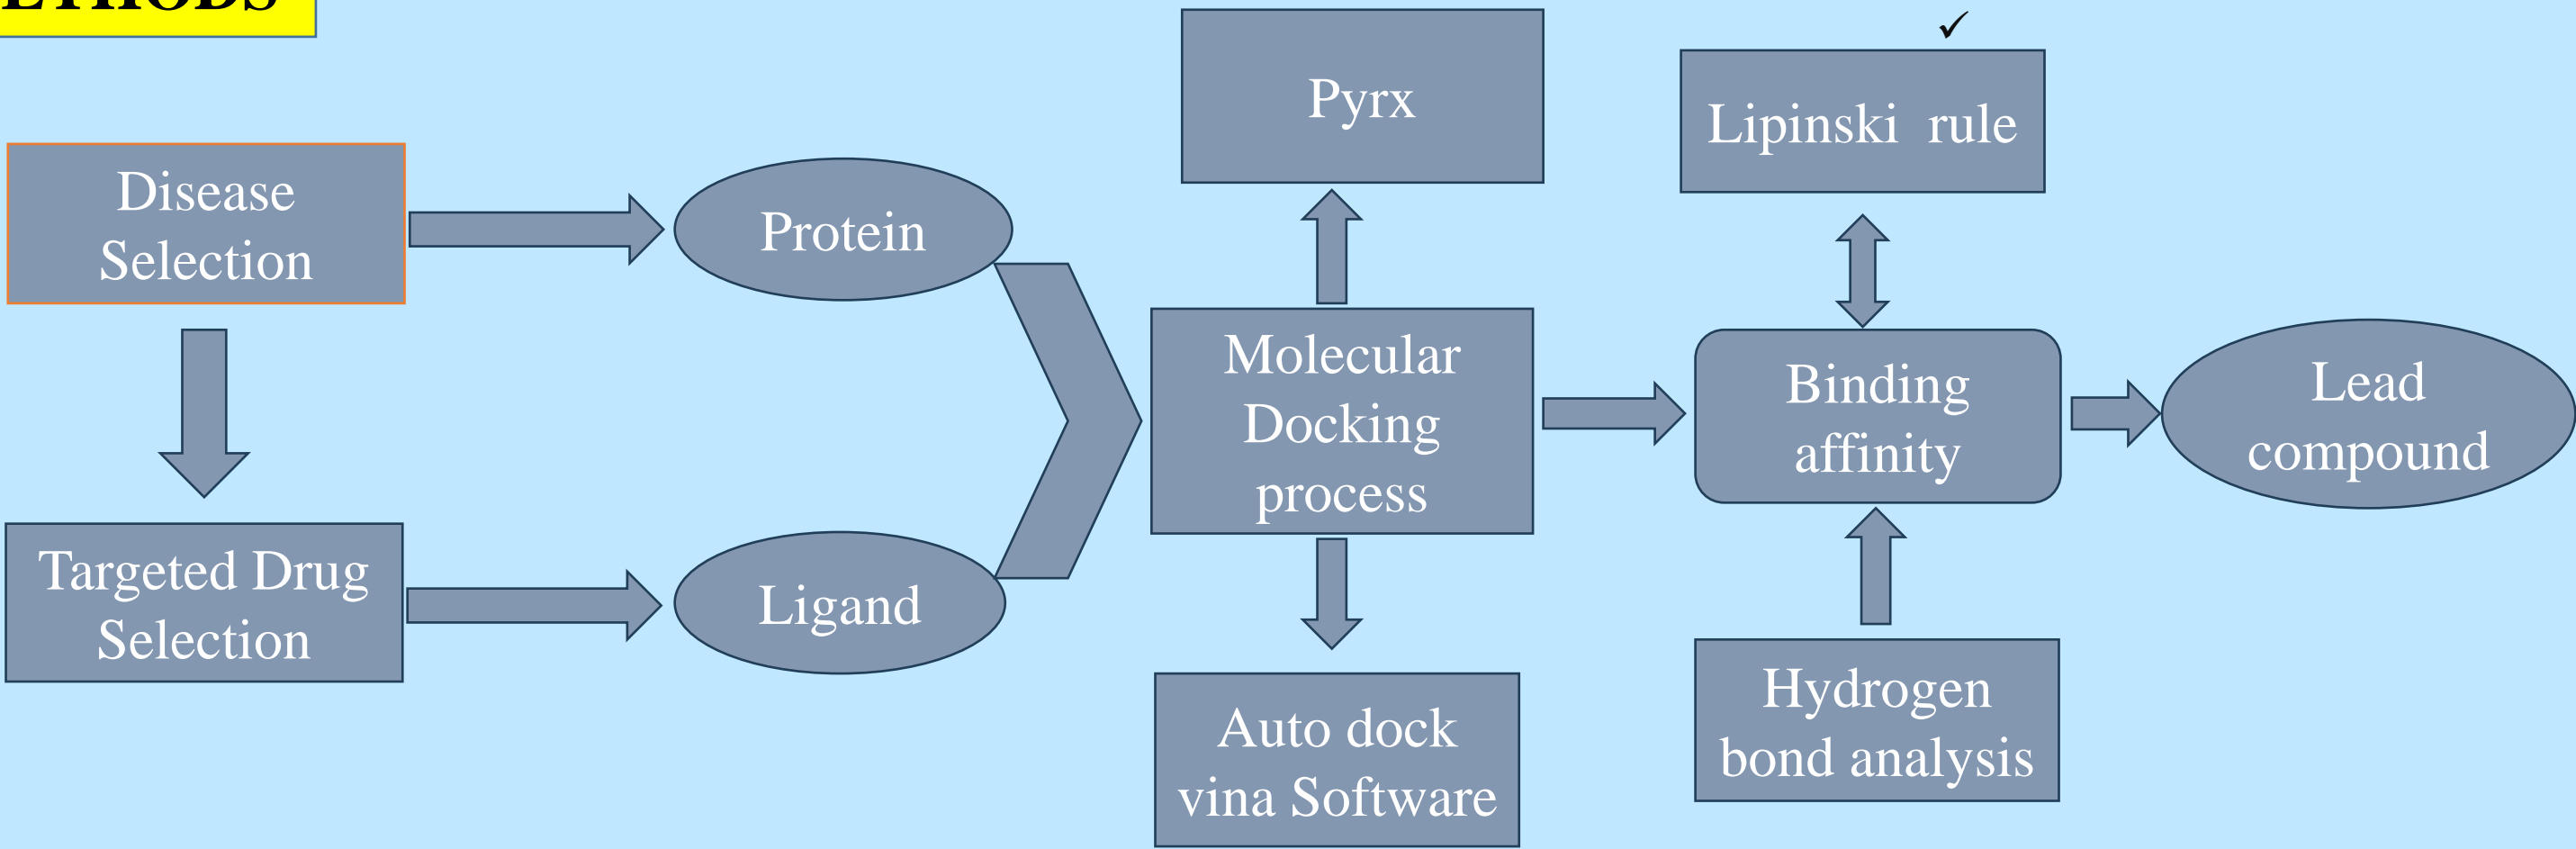 ETHODS
Pyrx
✓
Lipinski rule
Disease
Selection
Protein
Molecular
Docking
process
Binding
affinity
Lead
compound
Targeted Drug
Selection
Ligand
Auto dock
vina Software
Hydrogen
bond analysis